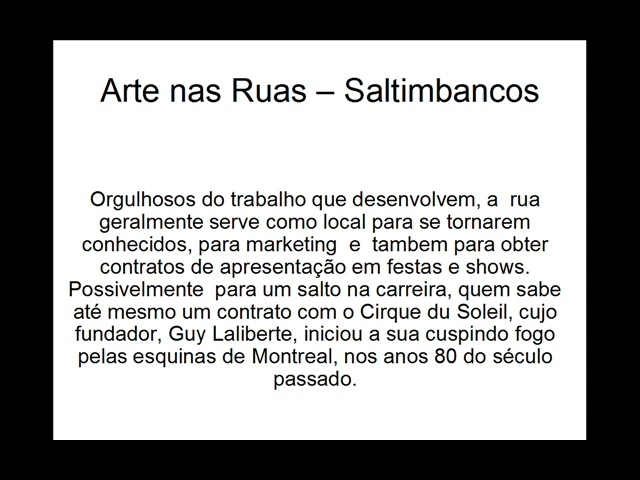 Arte nas Ruas – Saltimbancos
Orgulhosos do trabalho que desenvolvem, a  rua
geralmente serve como local para se tornarem
conhecidos, para marketing  e  tambem para obter
contratos de apresentação em festas e shows.
Possivelmente  para um salto na carreira, quem sabe
até mesmo um contrato com o Cirque du Soleil, cujo
fundador, Guy Laliberte, iniciou a sua cuspindo fogo
pelas esquinas de Montreal, nos anos 80 do século
passado.